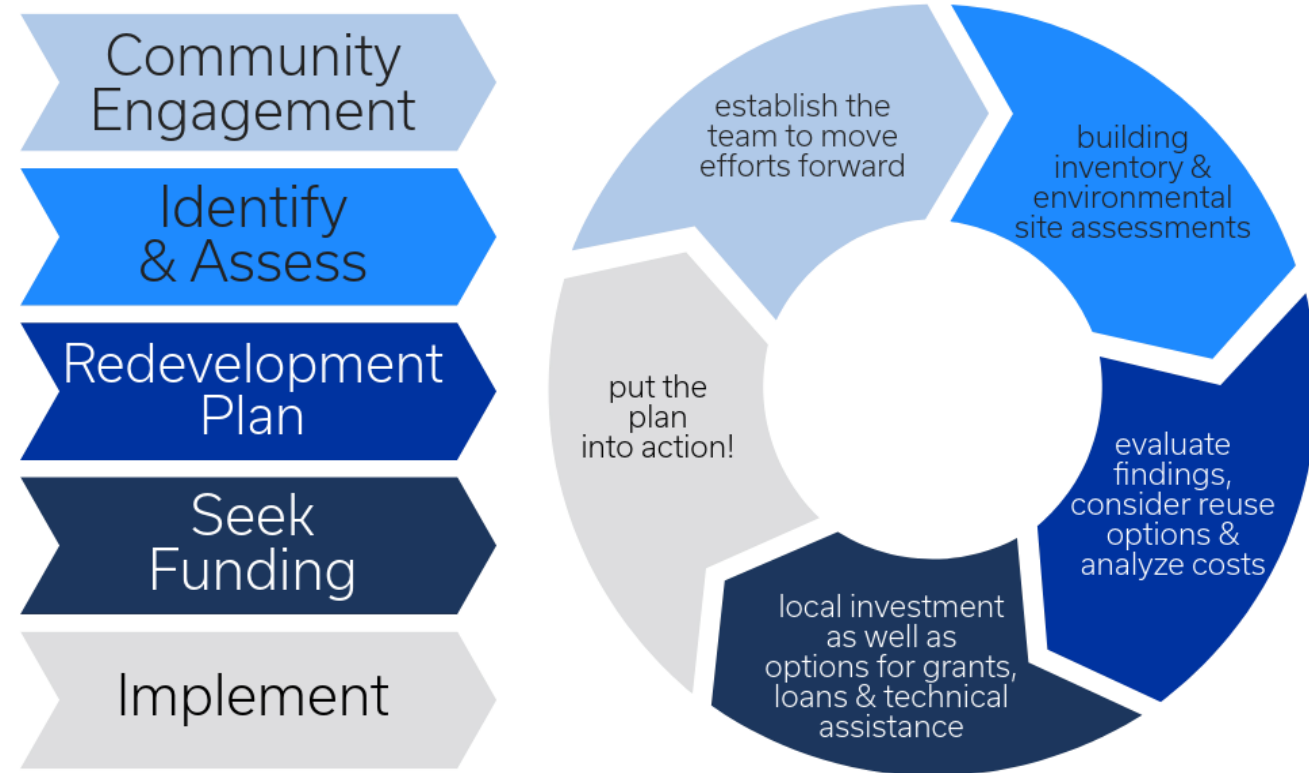 Community
Engagement
Identify
& Assess
Redevelopment
Plan
Seek
Funding
Implement
establish the
team to move
efforts forward
building
inventory &
environmental
site assessments
evaluate
findings,
consider reuse
options &
analyze costs
local investment
as well as
options for grants,
loans & technical
assistance
put the
plan
into action!